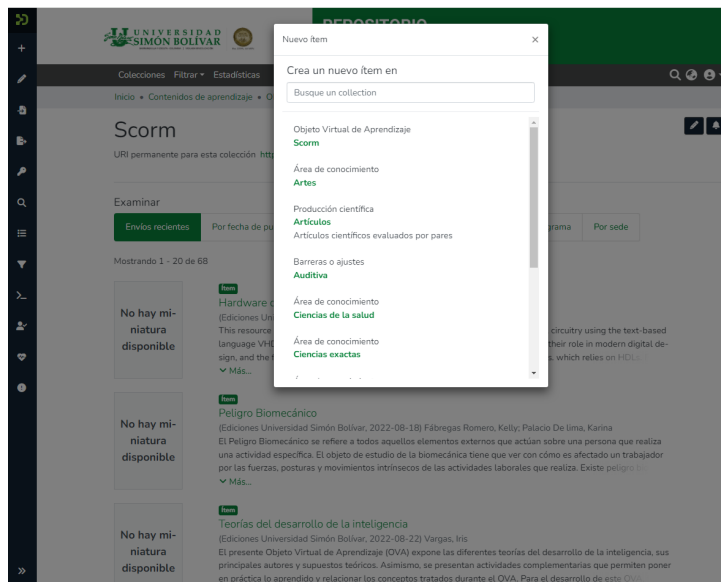 UNIVERSIDAD
SIMÓN BOLÍVAR
REPOSITORIO
Colecciones Filtrar Estadísticas
Inicio • Contenidos de aprendizaje •
Scorm
URI permanente para esta colección
Examinar
Envíos recientes
Por fecha de
Por sede
Mostrando 1 - 20 de 68
Nuevo ítem ×
Crea un nuevo ítem en
Busque un collection
Objeto Virtual de Aprendizaje
Scorm
Área de conocimiento
Artes
Producción científica
Artículos
Artículos científicos evaluados por pares
Barreras o ajustes
Auditiva
Área de conocimiento
Ciencias de la salud
Área de conocimiento
Ciencias exactas
No hay mi-
niatura
disponible
Ítem
Hardware
(Ediciones
This resource
circuitry using the text-based
language
their role in modern digital de-
sign, and the
which relies on
Más...
No hay mi-
niatura
disponible
Ítem
Peligro Biomecánico
(Ediciones Universidad Simón Bolívar, 2022-08-18) Fábregas Romero, Kelly; Palacio De lima, Karina
El Peligro Biomecánico se refiere a todos aquellos elementos externos que actúan sobre una persona que realiza
una actividad específica. El objeto de estudio de la biomecánica tiene que ver con cómo es afectado un trabajador
por las fuerzas, posturas y movimientos intrínsecos de las actividades laborales que realiza. Existe peligro
Más...
No hay mi-
niatura
disponible
Ítem
Teorías del desarrollo de la inteligencia
(Ediciones Universidad Simón Bolívar, 2022-08-22) Vargas, Iris
El presente Objeto Virtual de Aprendizaje (OVA) expone las diferentes teorías del desarrollo de la inteligencia, sus
principales autores y supuestos teóricos. Asimismo, se presentan actividades complementarias que permiten poner
en práctica lo aprendido y relacionar los conceptos tratados durante el OVA. Para el desarrollo de este OVA